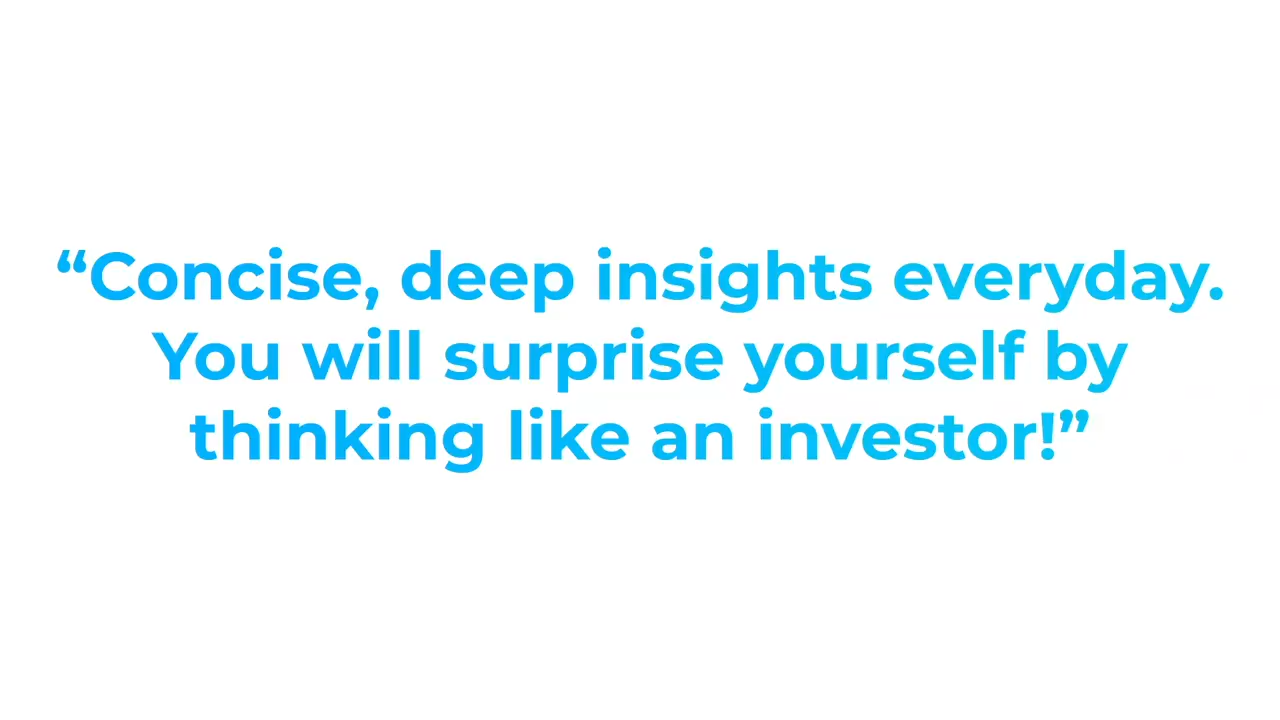 “Concise, deep insights everyday.
You will surprise yourself by
thinking like an investor!”